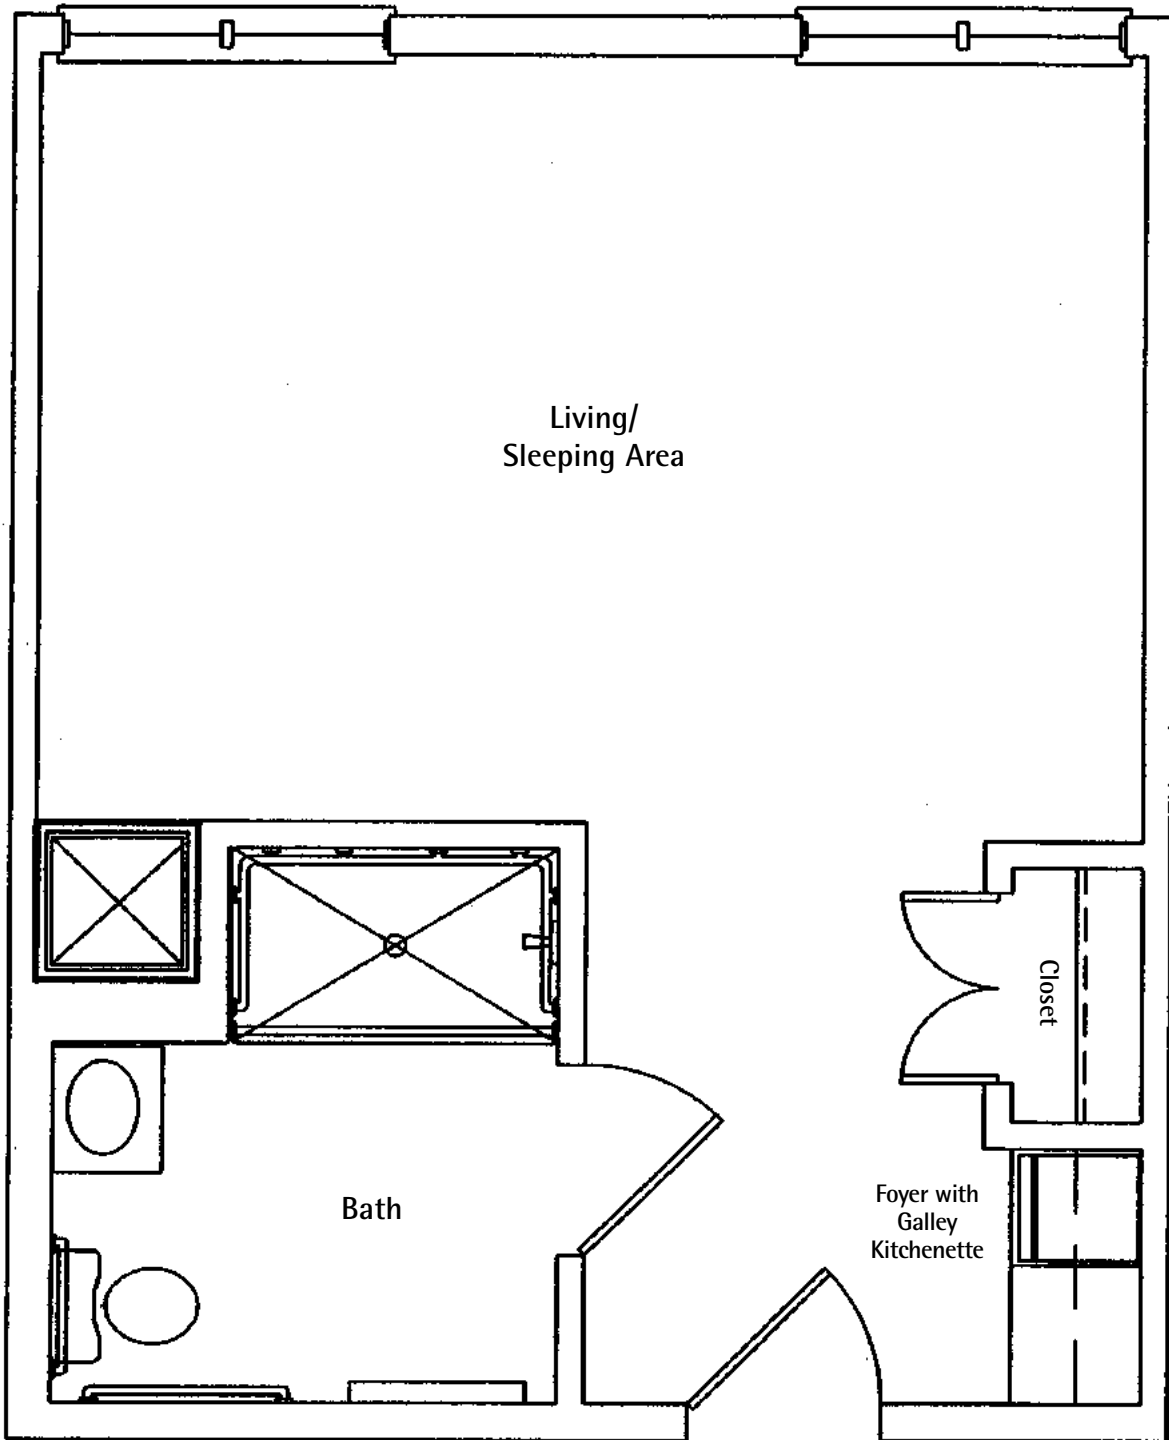 Living/
Sleeping Area
Closet
Bath
Foyer with
Galley
Kitchenette